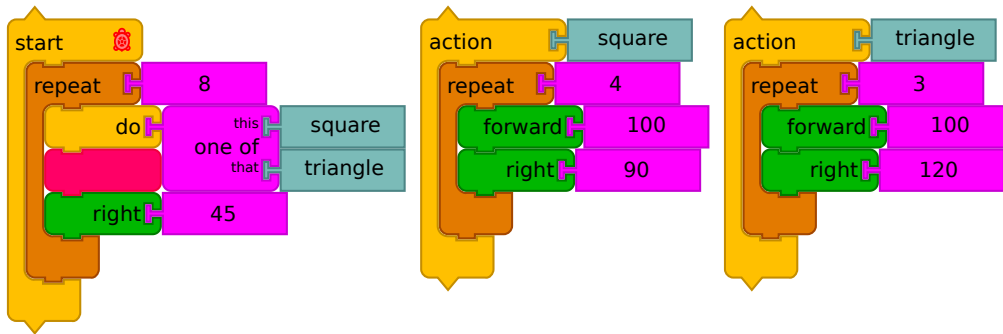 start
repeat 8
do this square
one of
that triangle
right 45
action square
repeat 4
forward 100
right 90
action triangle
repeat 3
forward 100
right 120